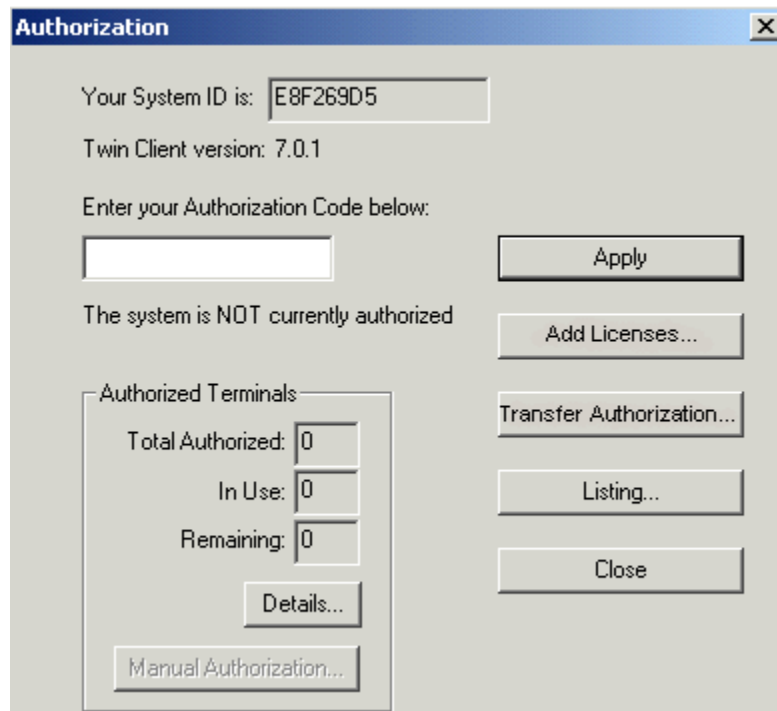 Authorization
Your System ID is: E8F269D5
Twin Client version: 7.0.1
Enter your Authorization Code below:
Apply
The system is NOT currently authorized
Add Licenses...
Authorized Terminals
Transfer Authorization...
Total Authorized: 0
In Use: 0
Listing...
Remaining: 0
Close
Details...
Manual Authorization...